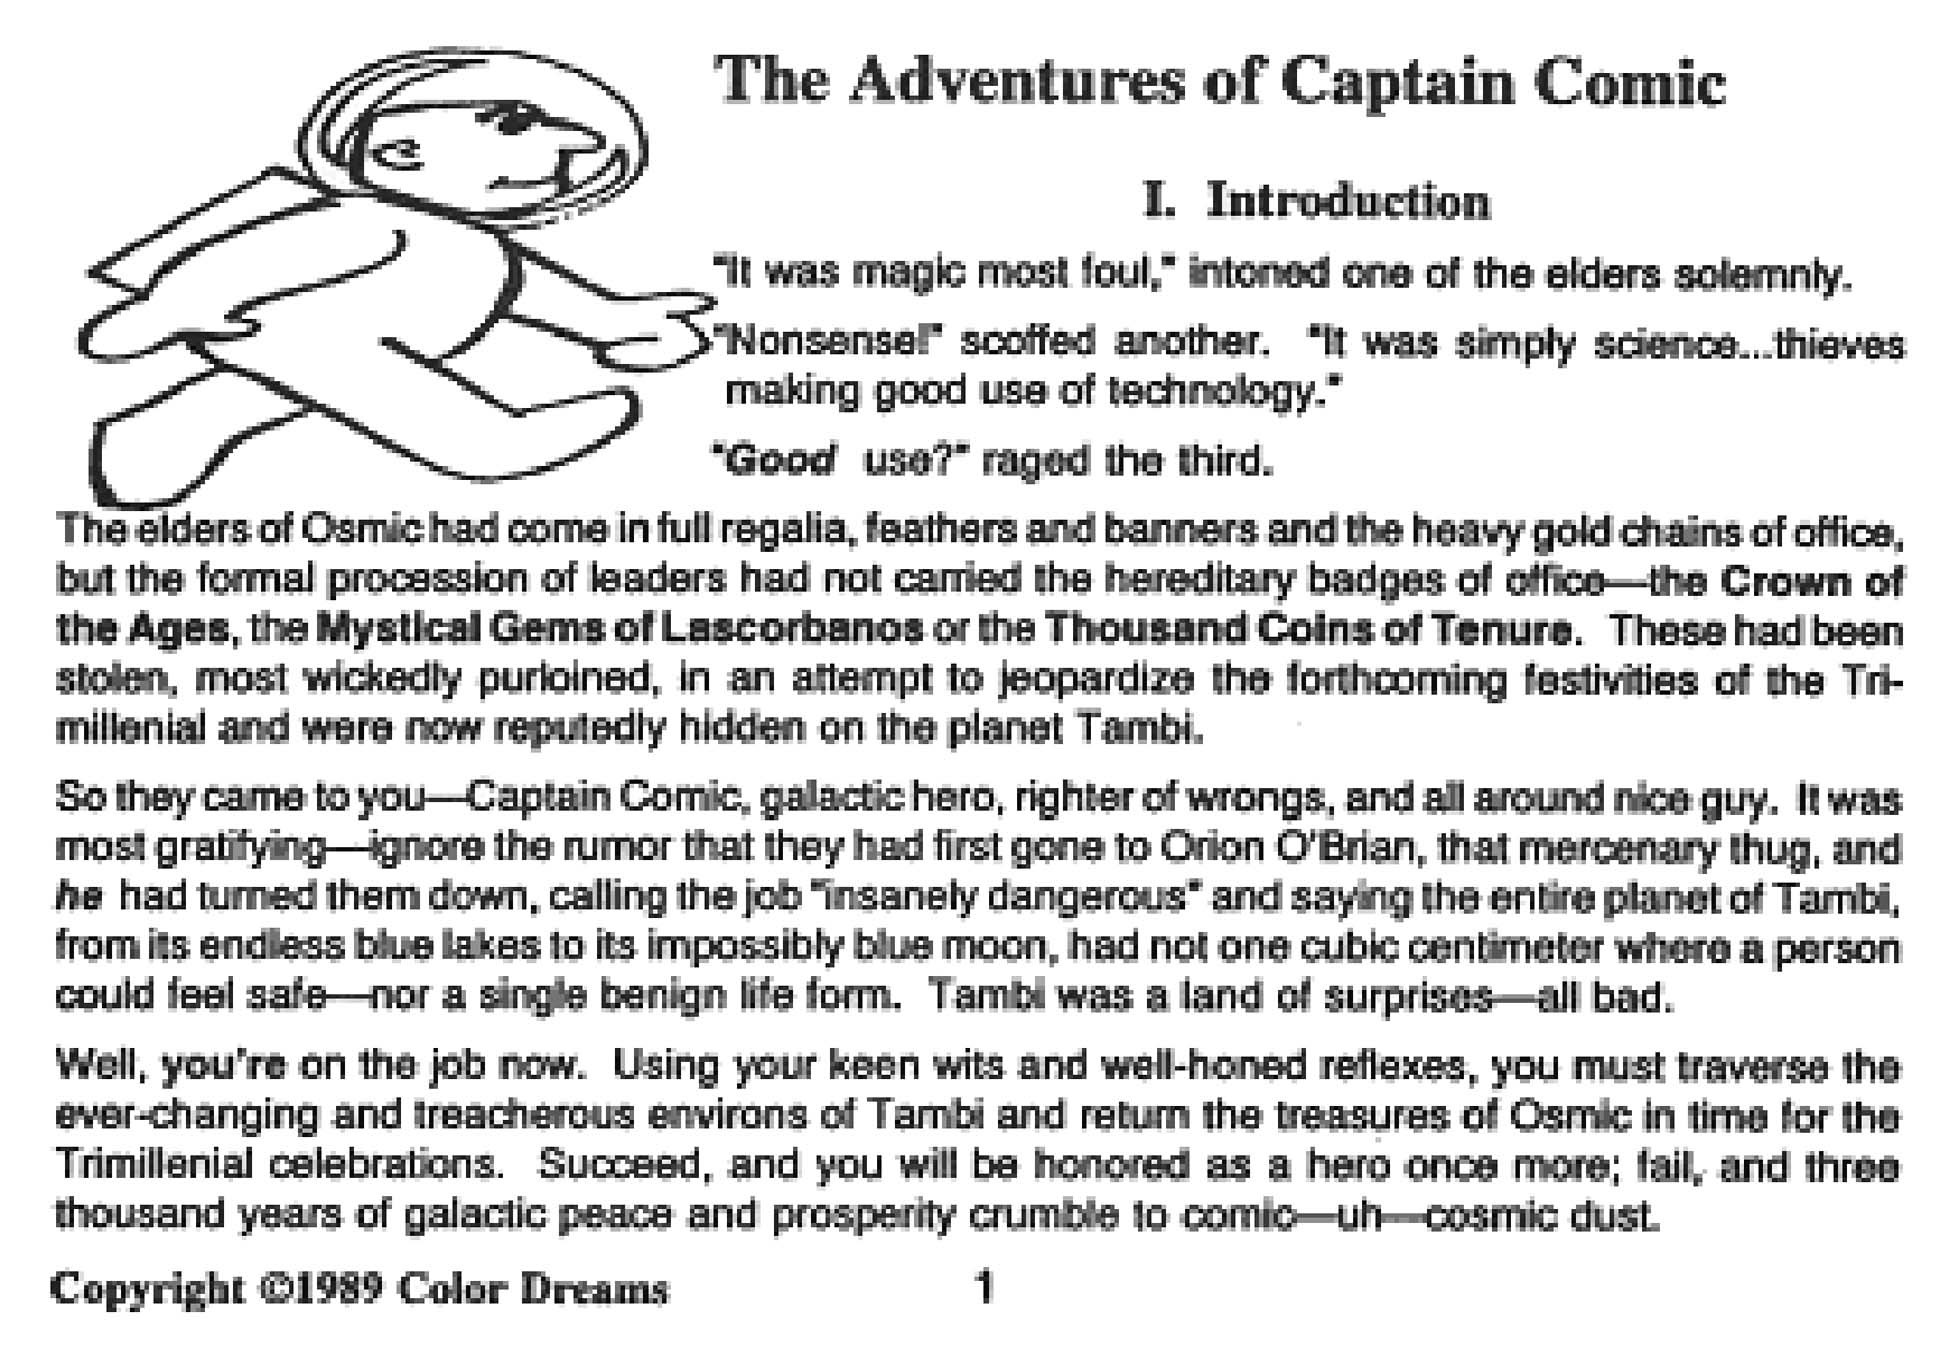 The Adventures of Captain Comic
I. Introduction
"It was magic most foul," intoned one of the elders solemnly.
"Nonsense!" scoffed another. "It was simply science...thieves
making good use of technology."
"Good use?" raged the third.
The elders of Osmic had come in full regalia, feathers and banners and the heavy gold chains of office,
but the formal procession of leaders had not carried the hereditary badges of office—the Crown of
the Ages, the Mystical Gems of Lascorbanos or the Thousand Coins of Tenure. These had been
stolen, most wickedly purloined, in an attempt to jeopardize the forthcoming festivities of the Tri-
millenial and were now reputedly hidden on the planet Tambi.
So they came to you—Captain Comic, galactic hero, righter of wrongs, and all around nice guy. It was
most gratifying—ignore the rumor that they had first gone to Orion O'Brian, that mercenary thug, and
he had turned them down, calling the job "insanely dangerous" and saying the entire planet of Tambi,
from its endless blue lakes to its impossibly blue moon, had not one cubic centimeter where a person
could feel safe—nor a single benign life form. Tambi was a land of surprises—all bad.
Well, you're on the job now. Using your keen wits and well-honed reflexes, you must traverse the
ever-changing and treacherous environs of Tambi and return the treasures of Osmic in time for the
Trimillenial celebrations. Succeed, and you will be honored as a hero once more; fail, and three
thousand years of galactic peace and prosperity crumble to comic—uh—cosmic dust.
Copyright ©1989 Color Dreams 1